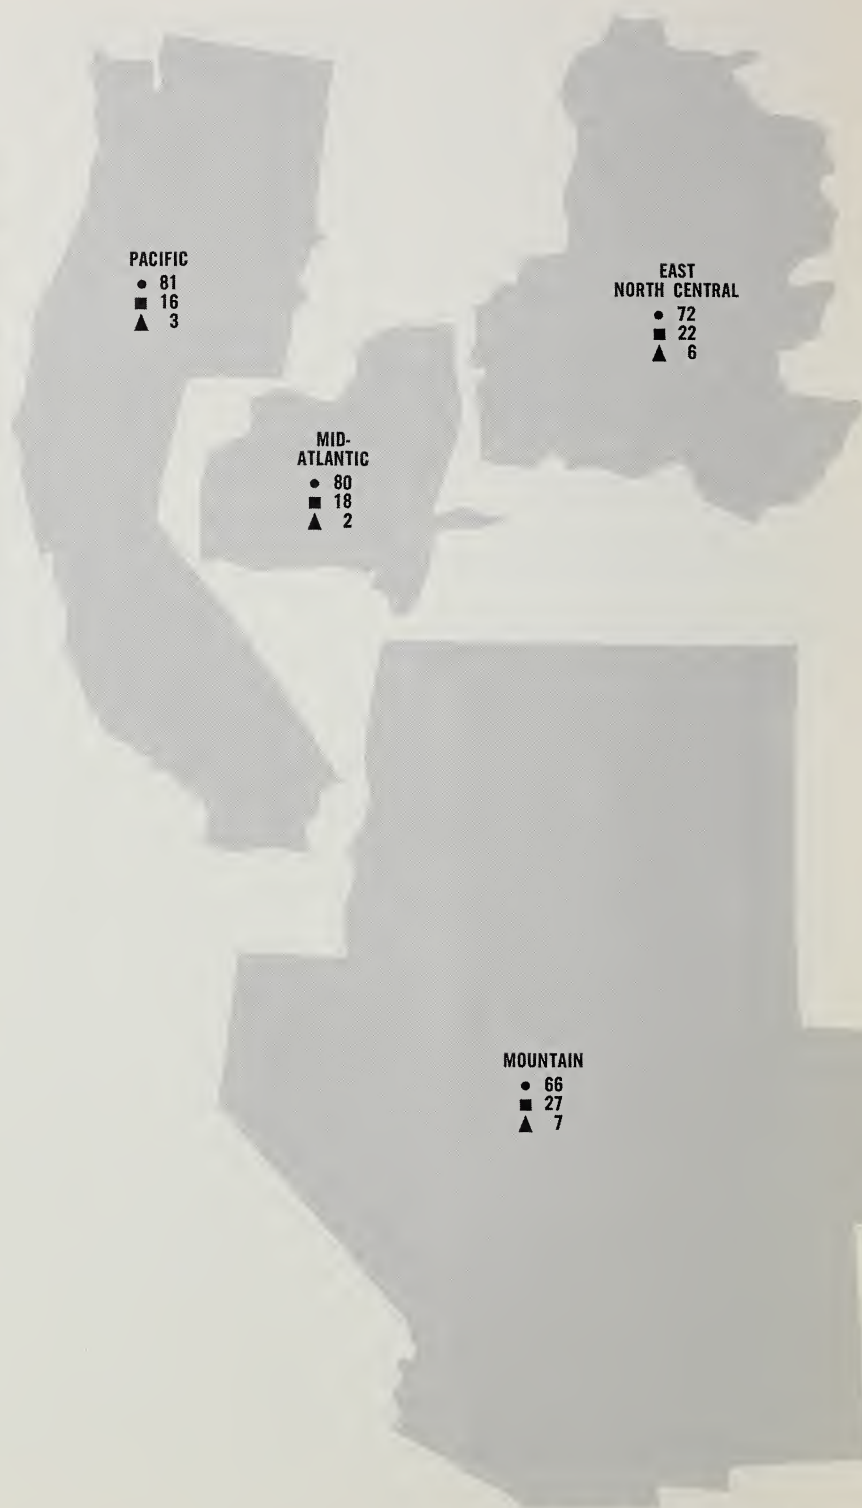 PACIFIC
● 81
■ 16
▲ 3
EAST
NORTH CENTRAL
● 72
■ 22
▲ 6
MID-
ATLANTIC
● 80
■ 18
▲ 2
MOUNTAIN
● 66
■ 27
▲ 7